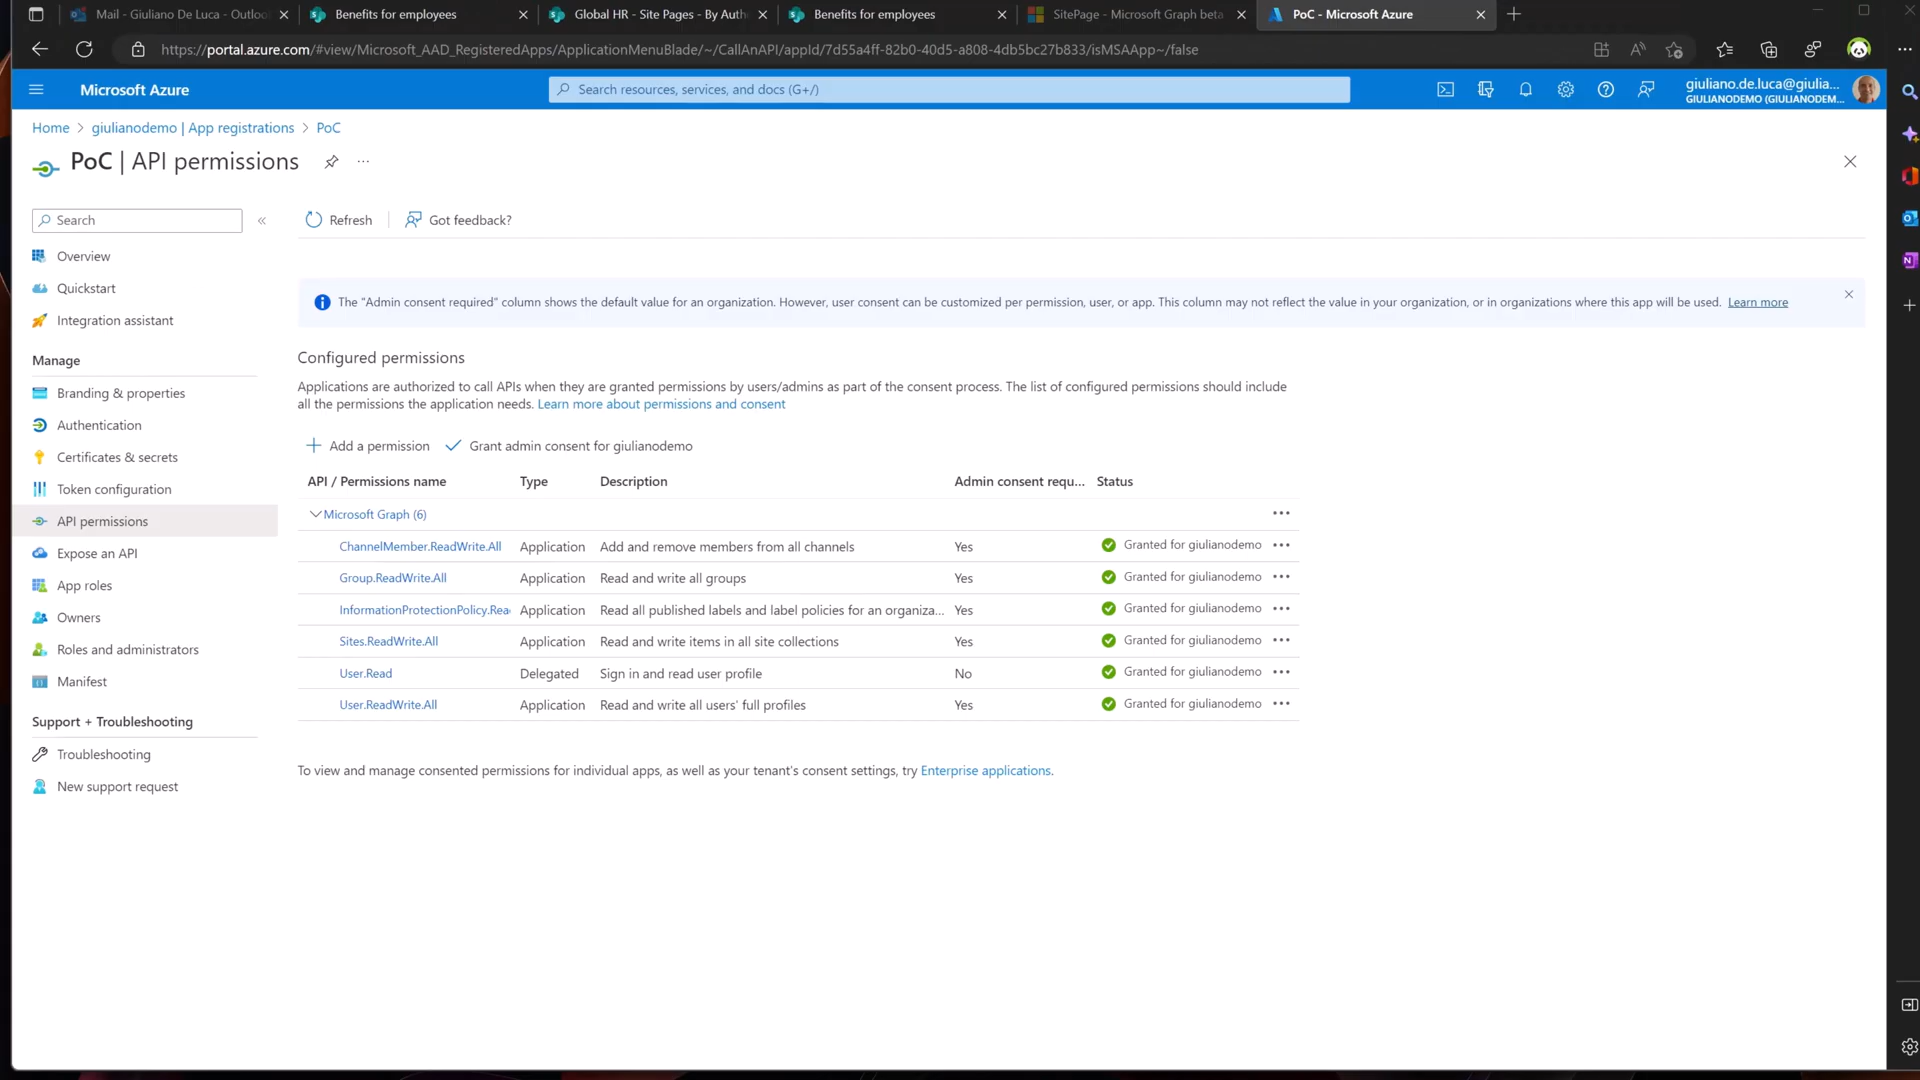 Mail - Giuliano De Luca - Outloo
Benefits for employees
Global HR - Site Pages - By Auth
Benefits for employees
SitePage - Microsoft Graph beta
PoC - Microsoft Azure
https://portal.azure.com/#view/Microsoft_AAD_RegisteredApps/ApplicationMenuBlade/~/CallAnAPI/appId/7d55a4ff-82b0-40d5-a808-4db5bc27b833/isMSAApp~/false
Microsoft Azure
Search resources, services, and docs (G+/)
giuliano.de.luca@giulia...
GIULIANODEMO (GIULIANODEM...
Home > giulianodemo | App registrations > PoC
PoC | API permissions
Search
Refresh
Got feedback?
Overview
Quickstart
Integration assistant
Manage
Branding & properties
Authentication
Certificates & secrets
Token configuration
API permissions
Expose an API
App roles
Owners
Roles and administrators
Manifest
Support + Troubleshooting
Troubleshooting
New support request
The "Admin consent required" column shows the default value for an organization. However, user consent can be customized per permission, user, or app. This column may not reflect the value in your organization, or in organizations where this app will be used. Learn more
Configured permissions
Applications are authorized to call APIs when they are granted permissions by users/admins as part of the consent process. The list of configured permissions should include
all the permissions the application needs. Learn more about permissions and consent
Add a permission
Grant admin consent for giulianodemo
API / Permissions name Type Description Admin consent requ... Status
Microsoft Graph (6)
ChannelMember.ReadWrite.All Application Add and remove members from all channels Yes Granted for giulianodemo
Group.ReadWrite.All Application Read and write all groups Yes Granted for giulianodemo
InformationProtectionPolicy.Rea Application Read all published labels and label policies for an organiza... Yes Granted for giulianodemo
Sites.ReadWrite.All Application Read and write items in all site collections Yes Granted for giulianodemo
User.Read Delegated Sign in and read user profile No Granted for giulianodemo
User.ReadWrite.All Application Read and write all users' full profiles Yes Granted for giulianodemo
To view and manage consented permissions for individual apps, as well as your tenant's consent settings, try Enterprise applications.